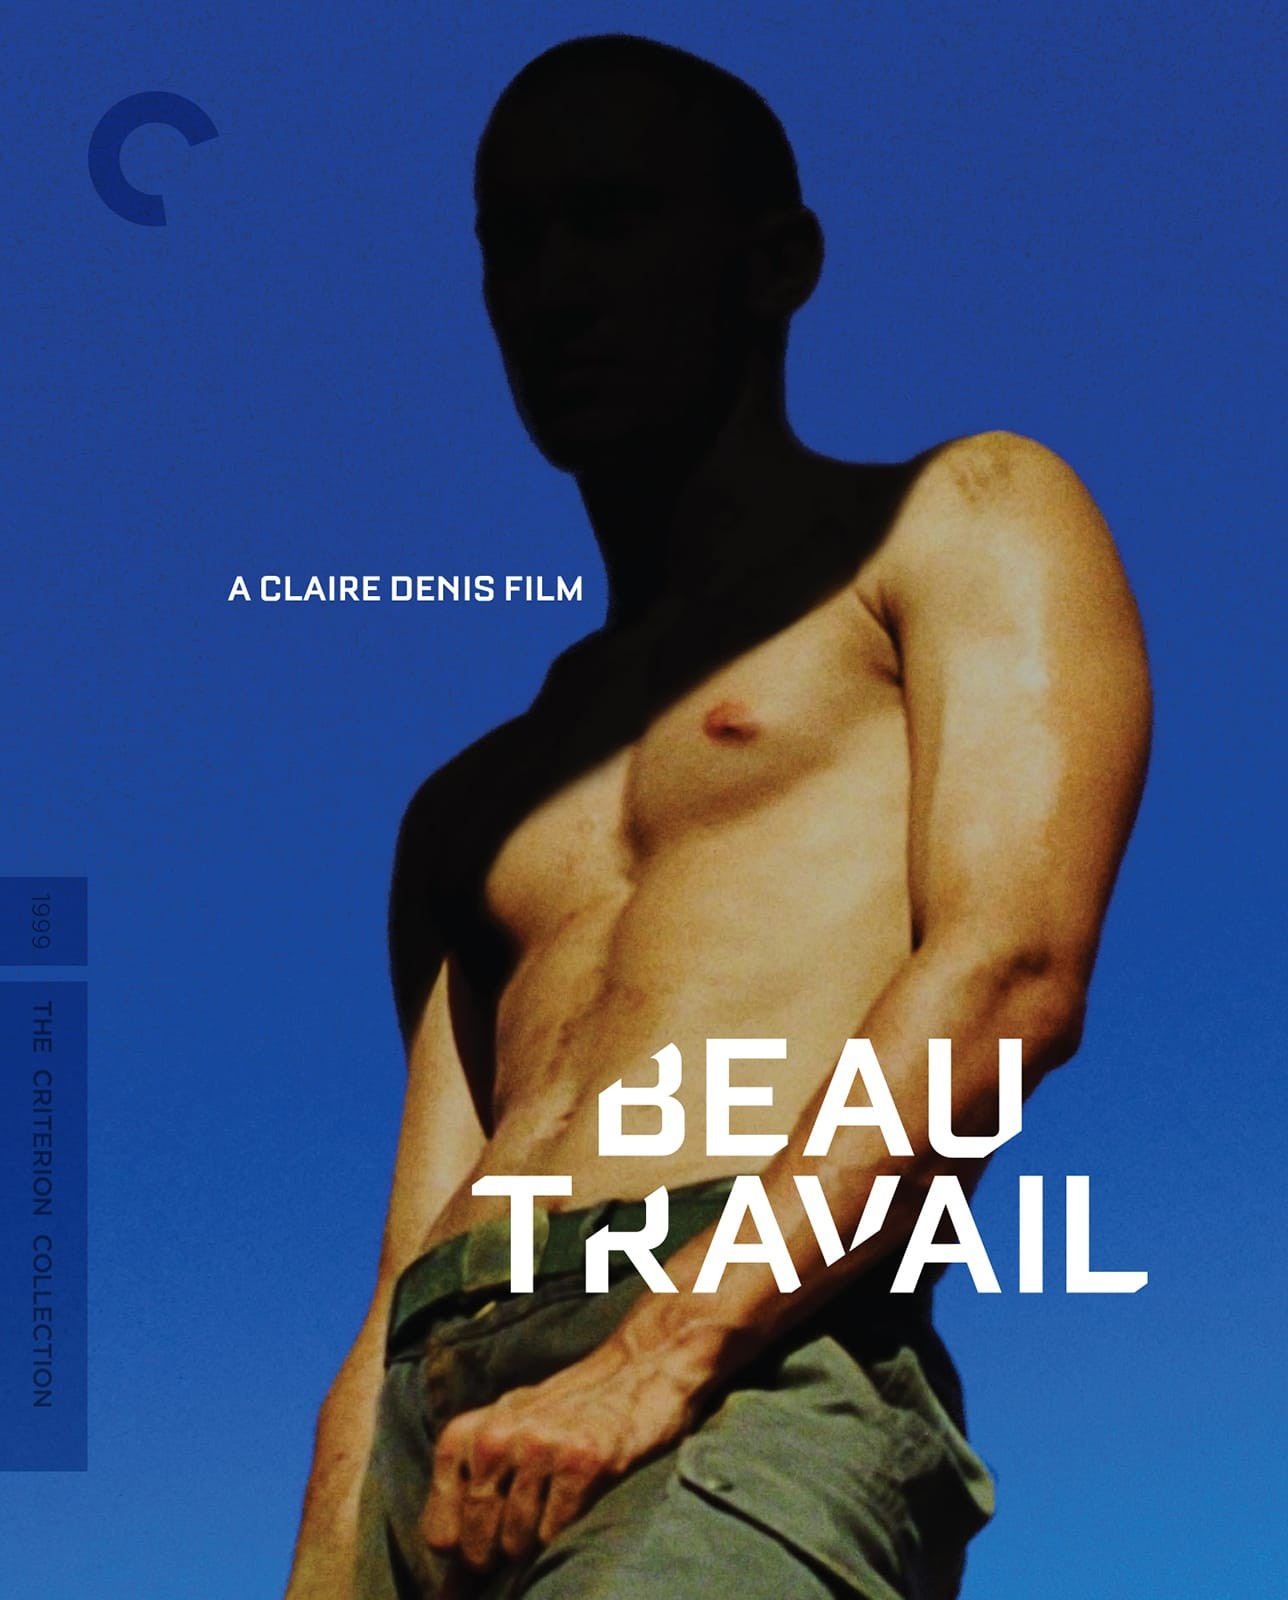 A CLAIRE DENIS FILM
1999
THE CRITERION COLLECTION
BEAU
TRAVAIL